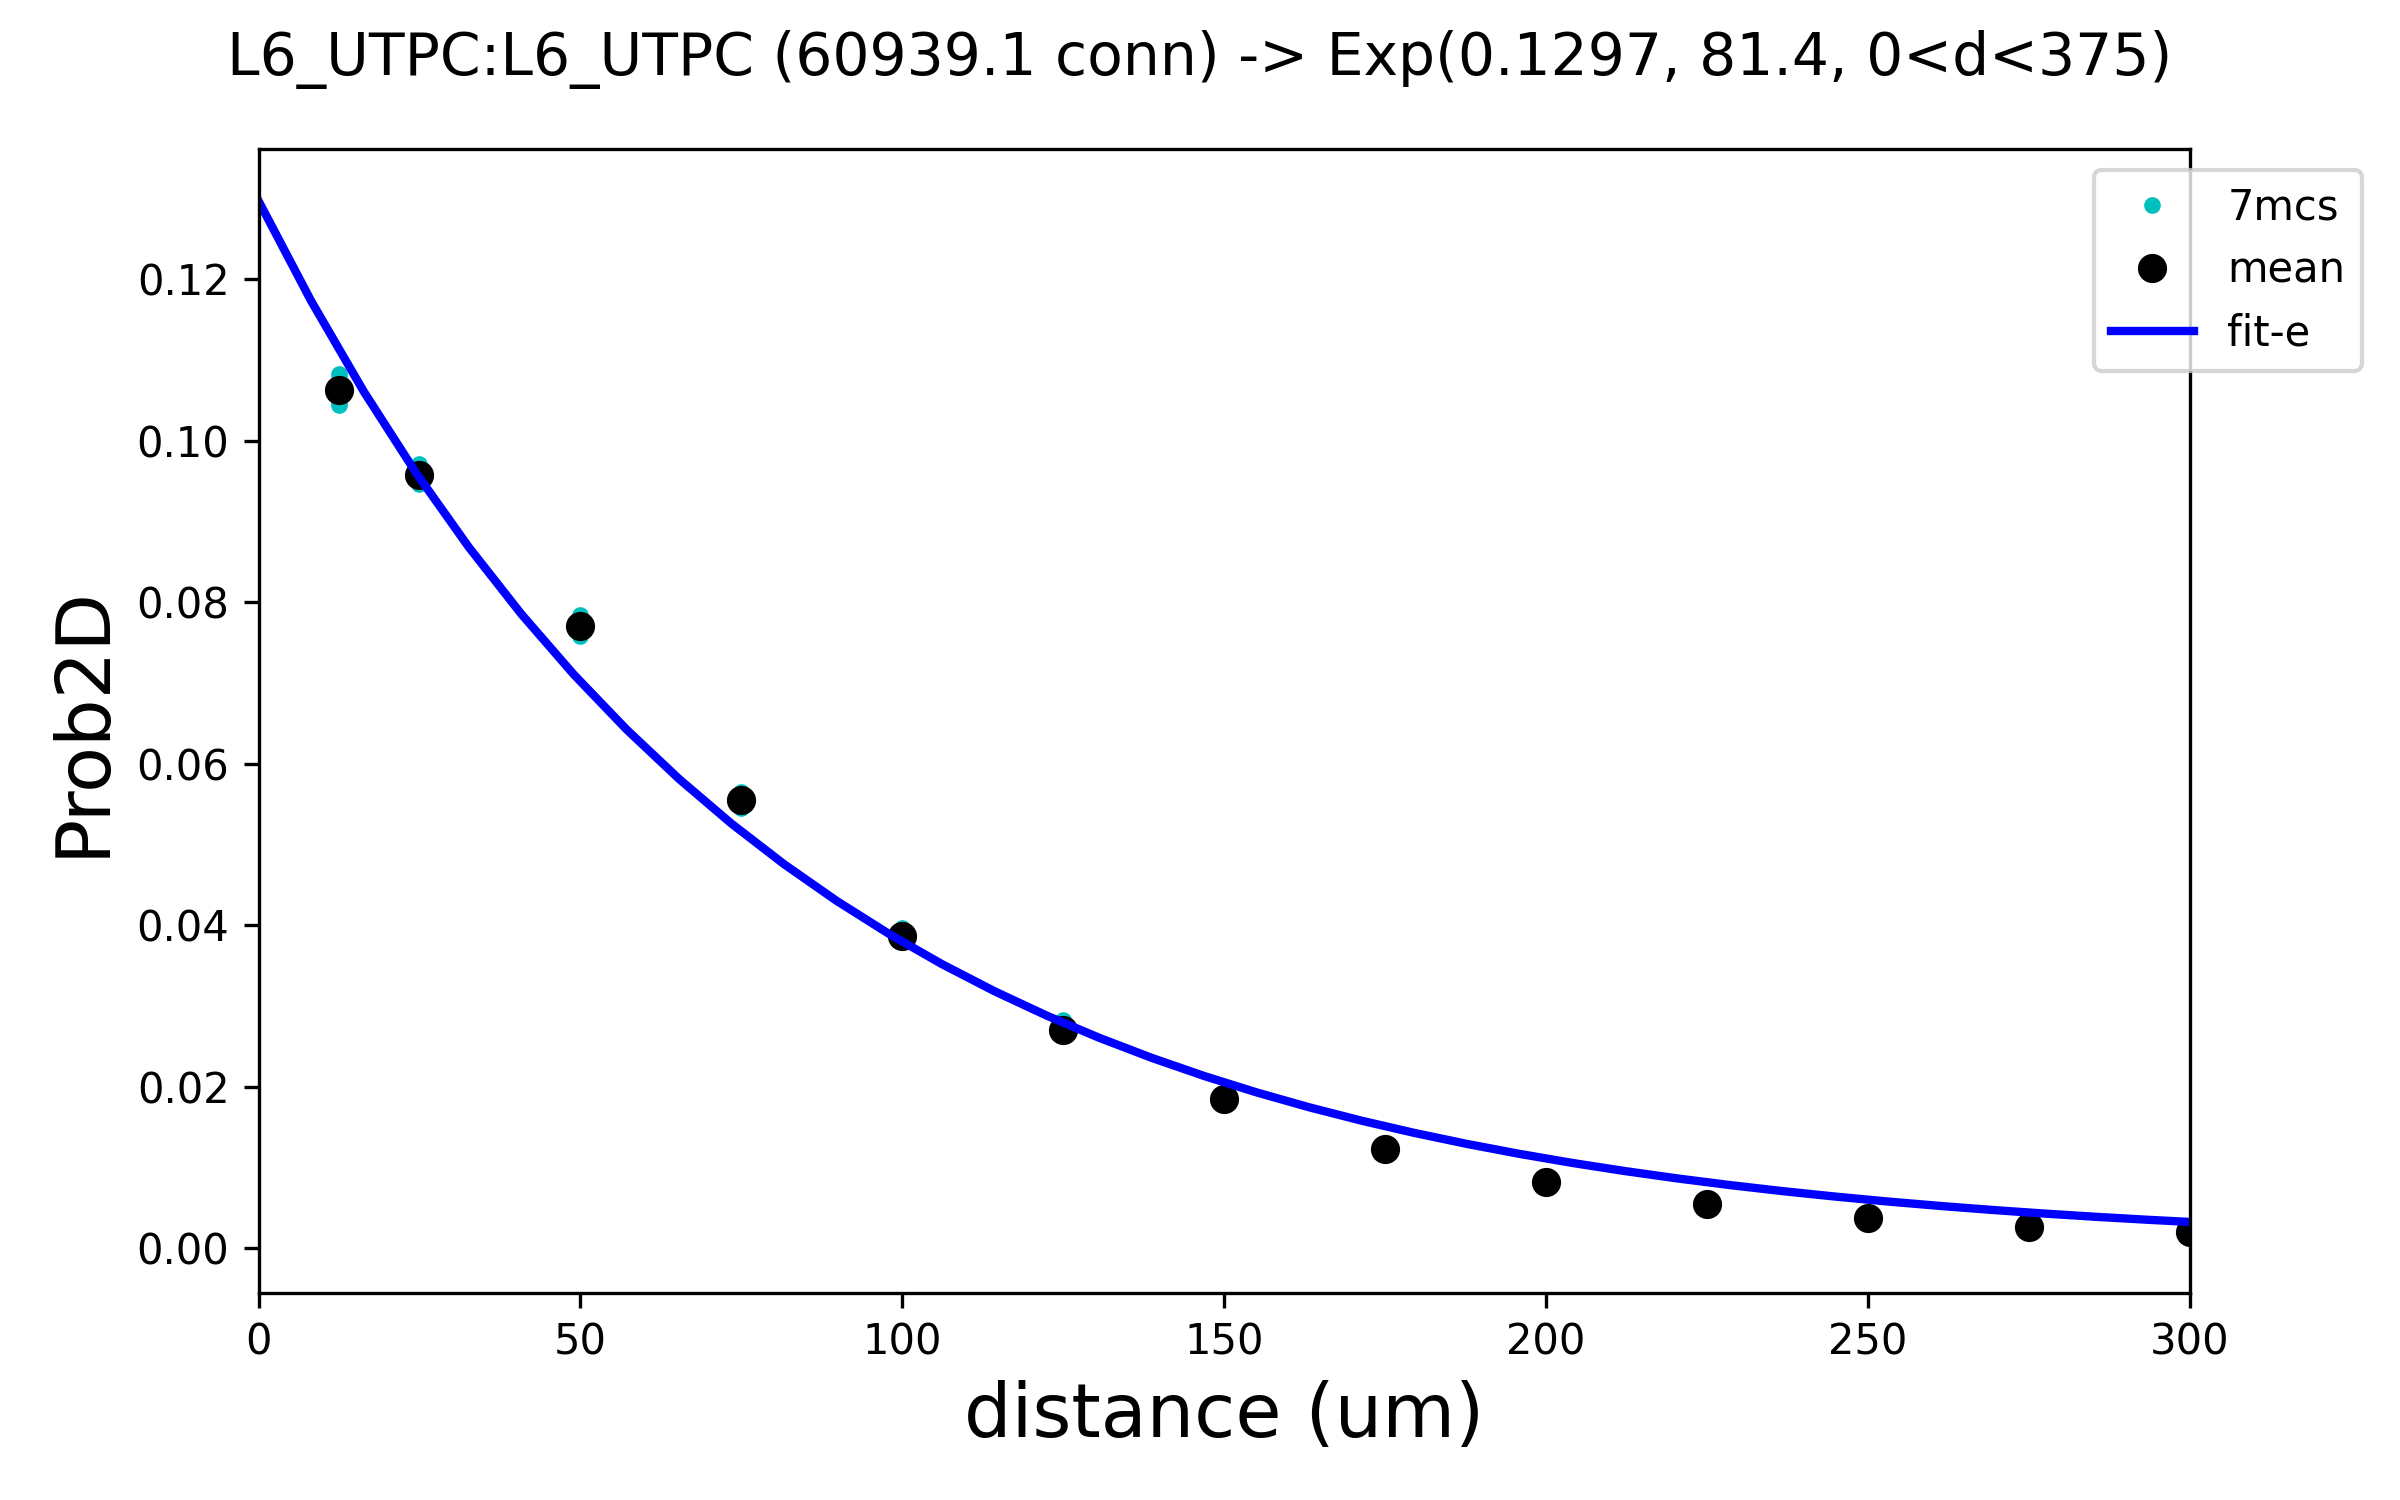 L6_UTPC:L6_UTPC (60939.1 conn) -> Exp(0.1297, 81.4, 0<d<375)
7mcs
mean
fit-e
Prob2D
0.12
0.10
0.08
0.06
0.04
0.02
0.00
0 50 100 150 200 250 300
distance (um)